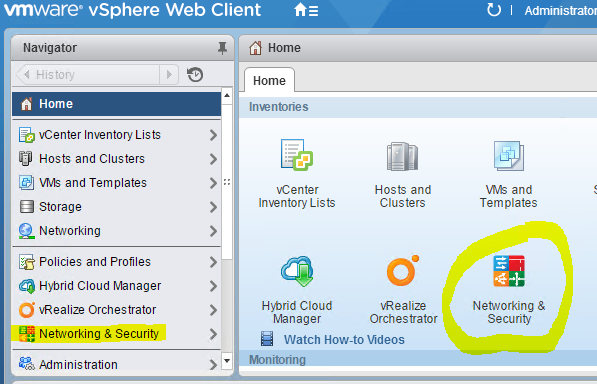 vmware® vSphere Web Client
Administrator
Navigator
History
Home
vCenter Inventory Lists
Hosts and Clusters
VMs and Templates
Storage
Networking
Policies and Profiles
Hybrid Cloud Manager
vRealize Orchestrator
Networking & Security
Administration
Home
Home
Inventories
vCenter
Inventory Lists
Hosts and
Clusters
VMs and
Templates
Hybrid Cloud
Manager
vRealize
Orchestrator
Networking &
Security
Watch How-to Videos
Monitoring